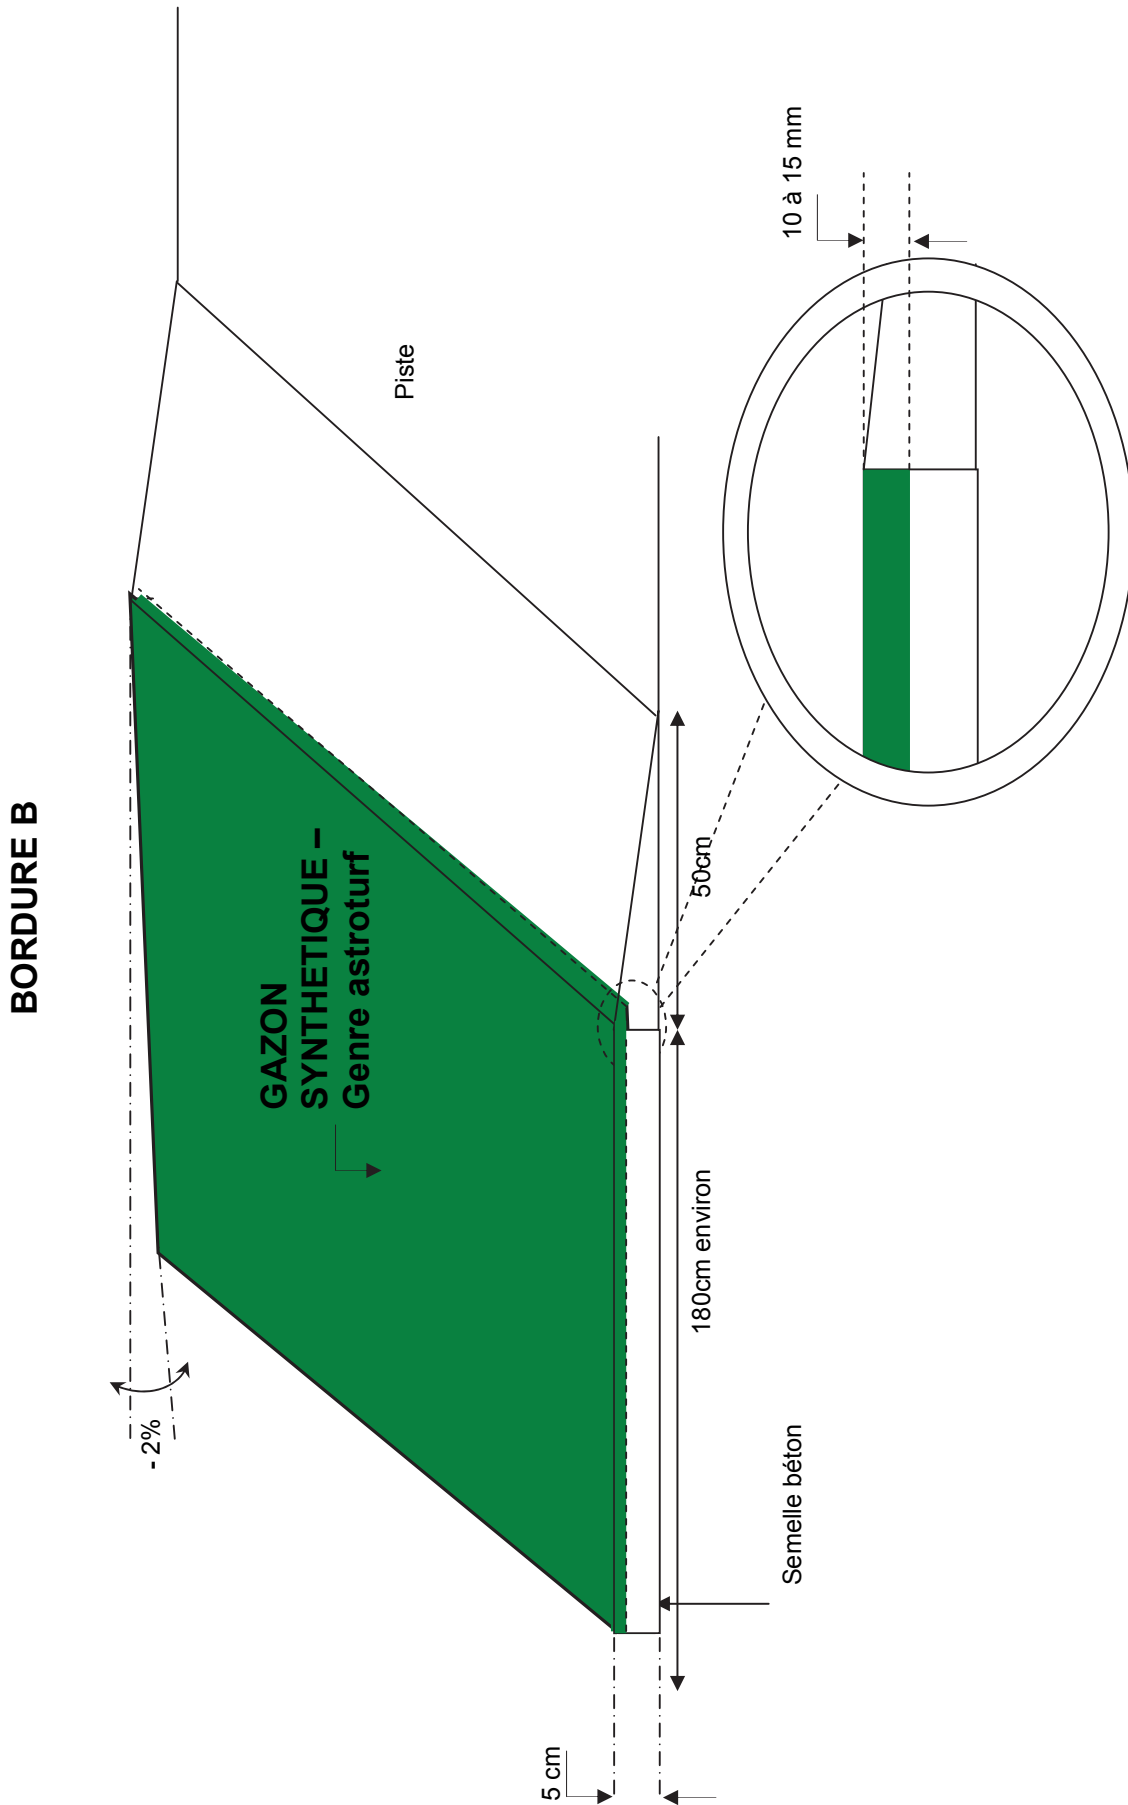 BORDURE B
- 2%
GAZON
SYNTHETIQUE –
Genre astroturf
Piste
5 cm
180cm environ
50cm
Semelle béton
10 à 15 mm